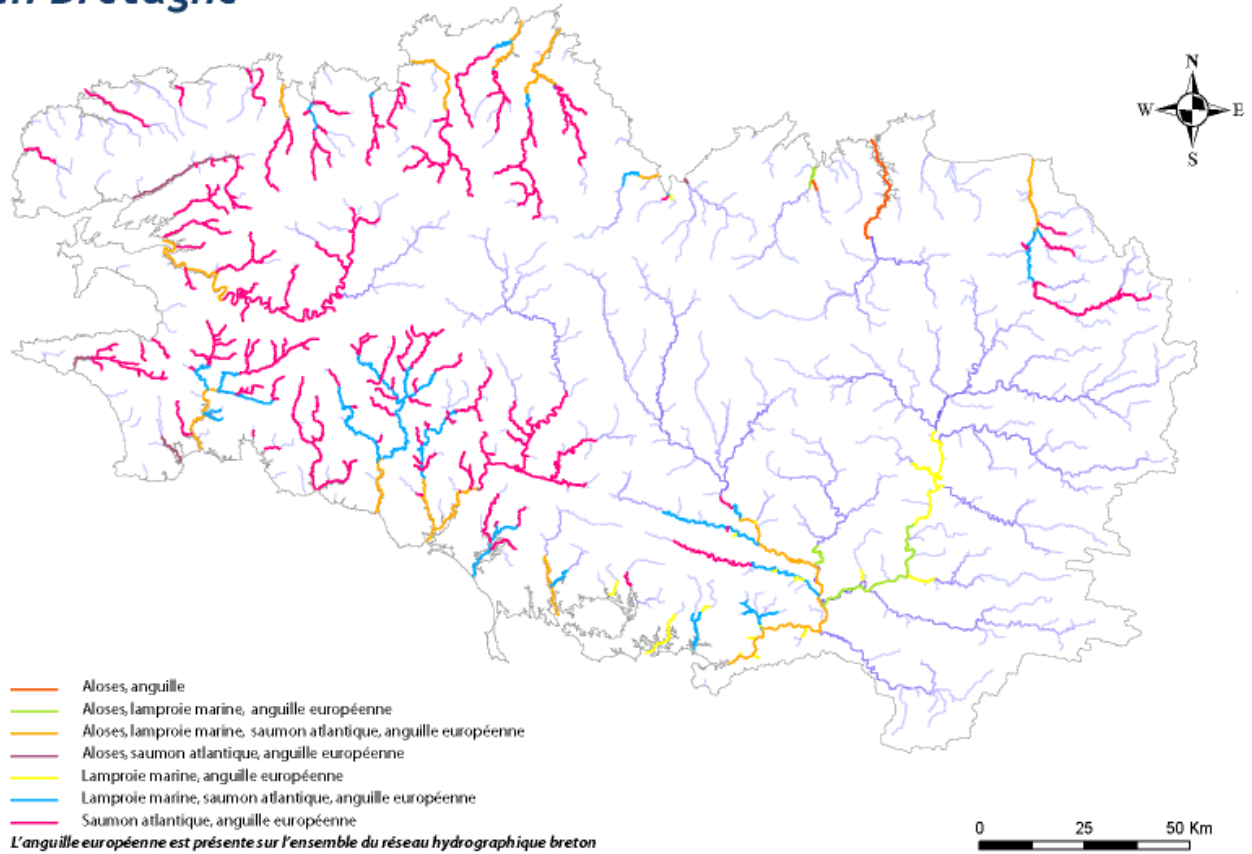 en Bretagne
N
W E
S
Aloses, anguille
Aloses, lamproie marine, anguille européenne
Aloses, lamproie marine, saumon atlantique, anguille européenne
Aloses, saumon atlantique, anguille européenne
Lamproie marine, anguille européenne
Lamproie marine, saumon atlantique, anguille européenne
Saumon atlantique, anguille européenne
L'anguille européenne est présente sur l'ensemble du réseau hydrographique breton
0 25 50 Km